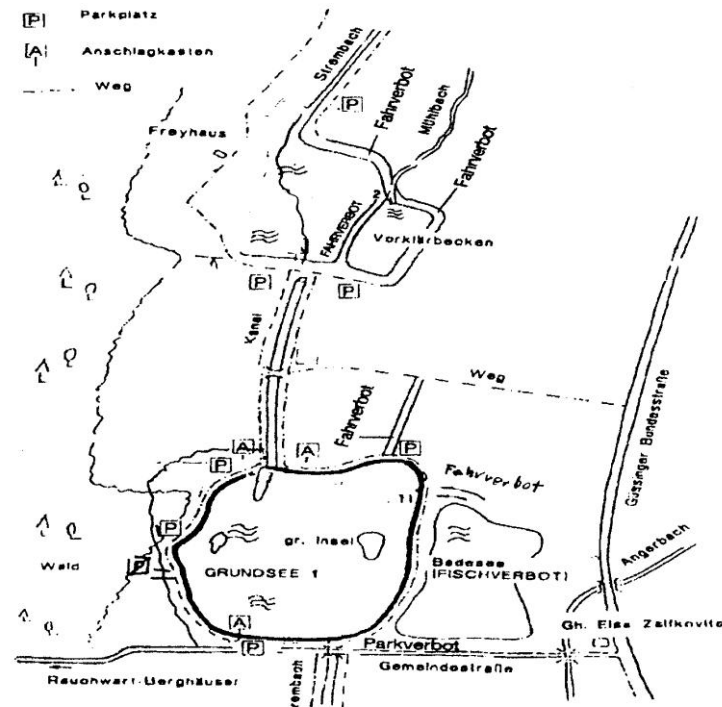 P Parkplatz
A Anschlagkasten
Weg
Strembach
P
Fahrverbot
Mühlbach
Freyhaus
Fahrverbot
FAHRVERBOT
Vorklärbecken
P
P
Kanal
Weg
Fahrverbot
Güssinger Bundesstraße
A
A
P
P
Fahrverbot
P
gr. Insel
Angerbach
Wald
P
GRUNDSEE 1
Badesee
(FISCHVERBOT)
A
Gh. Elsa
P
Parkverbot
Gemeindestraße
Rauchwart-Berghäuser
rembach